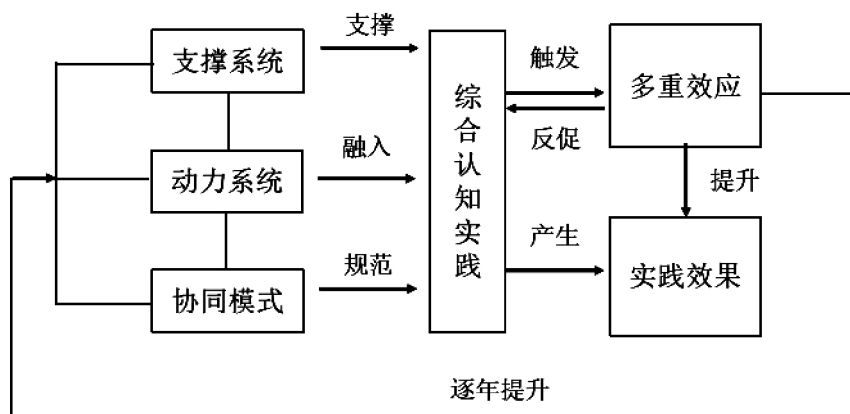 支撑
支撑系统
触发
多重效应
综合认知实践
融入
反促
动力系统
提升
产生
规范
实践效果
协同模式
逐年提升